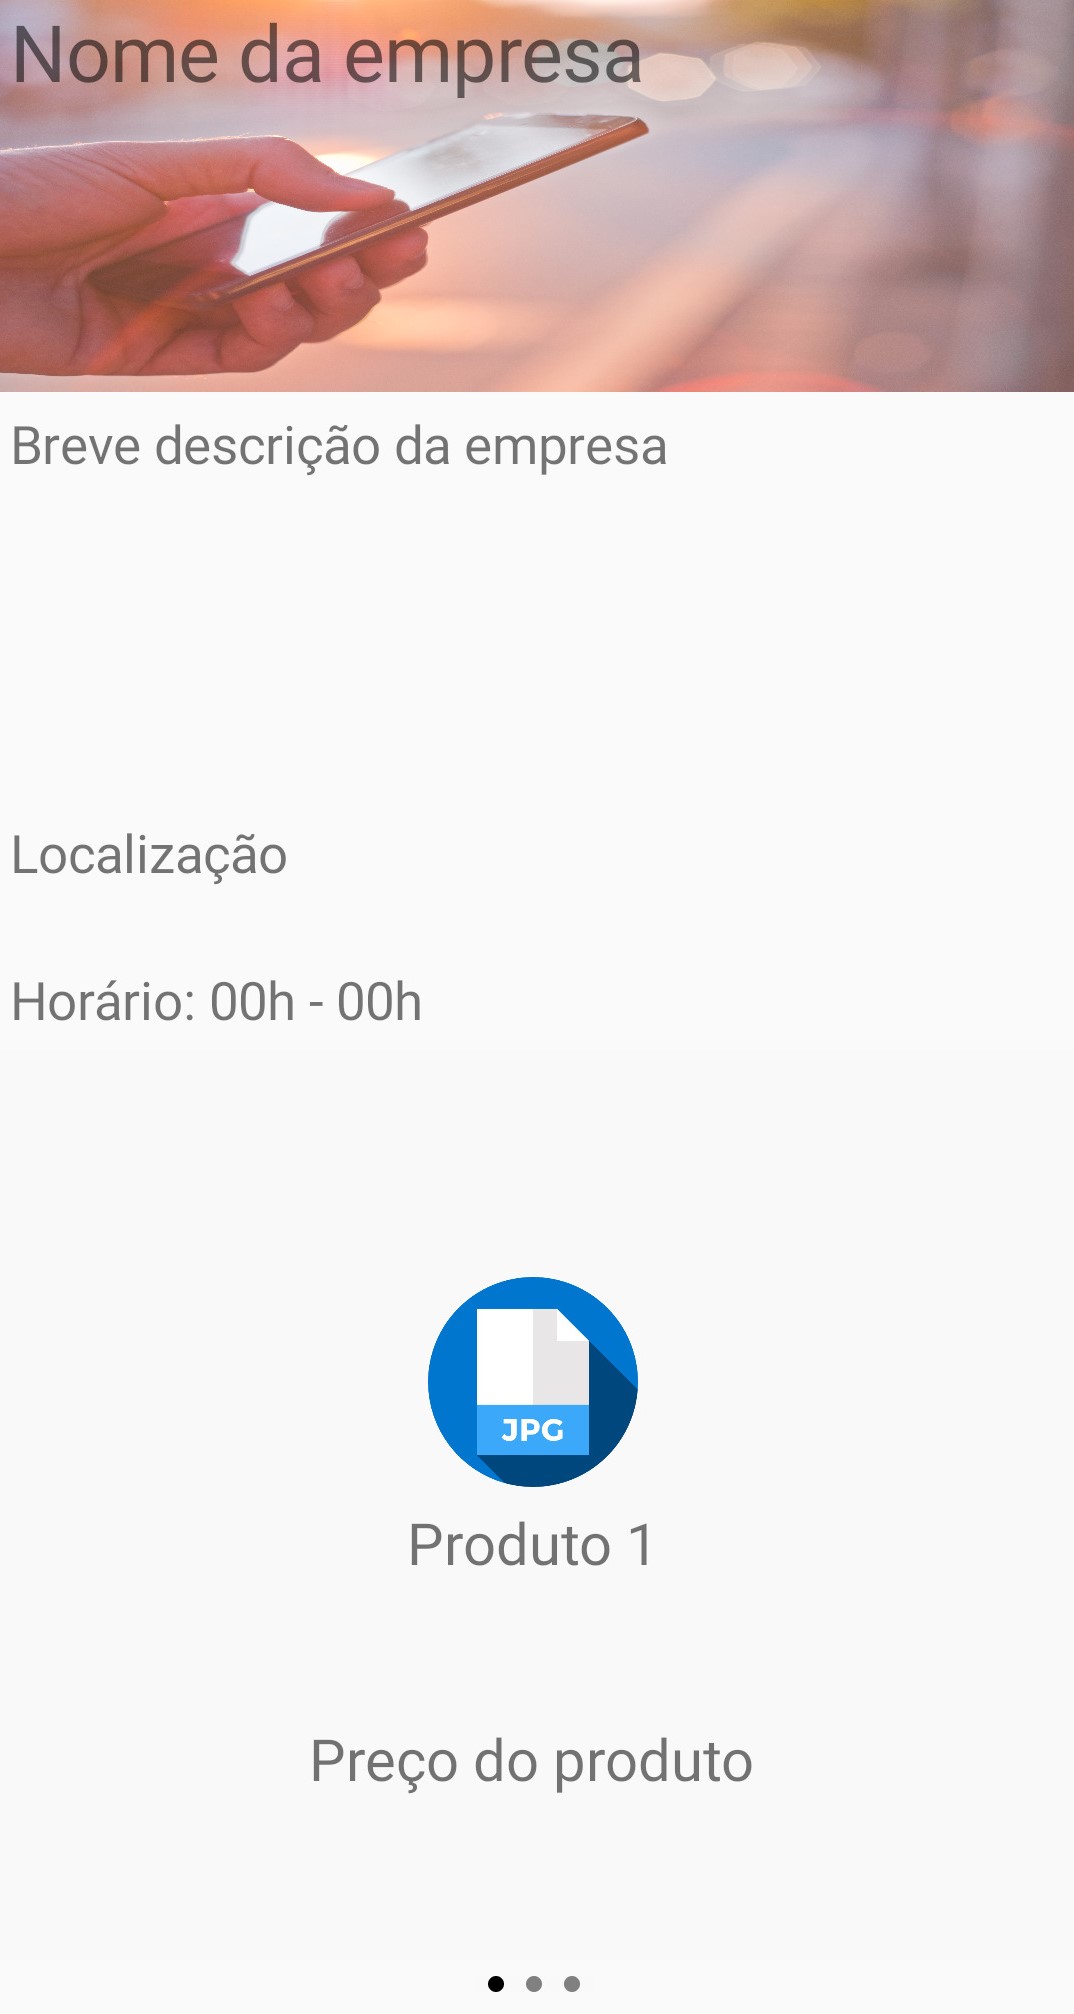 Nome da empresa
Breve descrição da empresa
Localização
Horário: 00h - 00h
JPG
Produto 1
Preço do produto